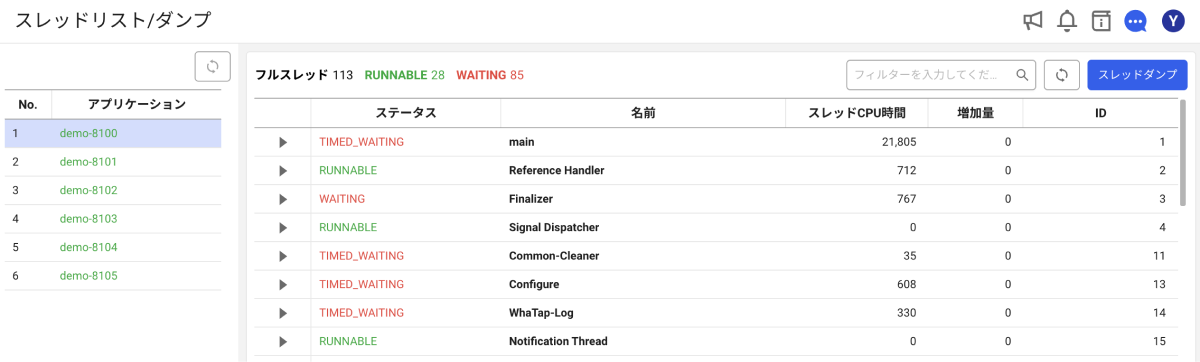 スレッドリスト/ダンプ
Y
フルスレッド 113 RUNNABLE 28 WAITING 85
フィルターを入力してくだ...
スレッドダンプ
No. アプリケーション
1 demo-8100
2 demo-8101
3 demo-8102
4 demo-8103
5 demo-8104
6 demo-8105
ステータス 名前 スレッドCPU時間 増加量 ID
TIMED_WAITING main 21,805 0 1
RUNNABLE Reference Handler 712 0 2
WAITING Finalizer 767 0 3
RUNNABLE Signal Dispatcher 0 0 4
TIMED_WAITING Common-Cleaner 35 0 11
TIMED_WAITING Configure 608 0 13
TIMED_WAITING WhaTap-Log 330 0 14
RUNNABLE Notification Thread 0 0 15